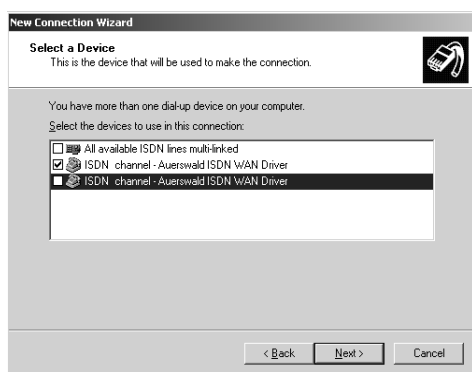 New Connection Wizard
Select a Device
This is the device that will be used to make the connection.
You have more than one dial-up device on your computer.
Select the devices to use in this connection:
All available ISDN lines multi-linked
ISDN channel - Auerswald ISDN WAN Driver
ISDN channel - Auerswald ISDN WAN Driver
< Back Next > Cancel